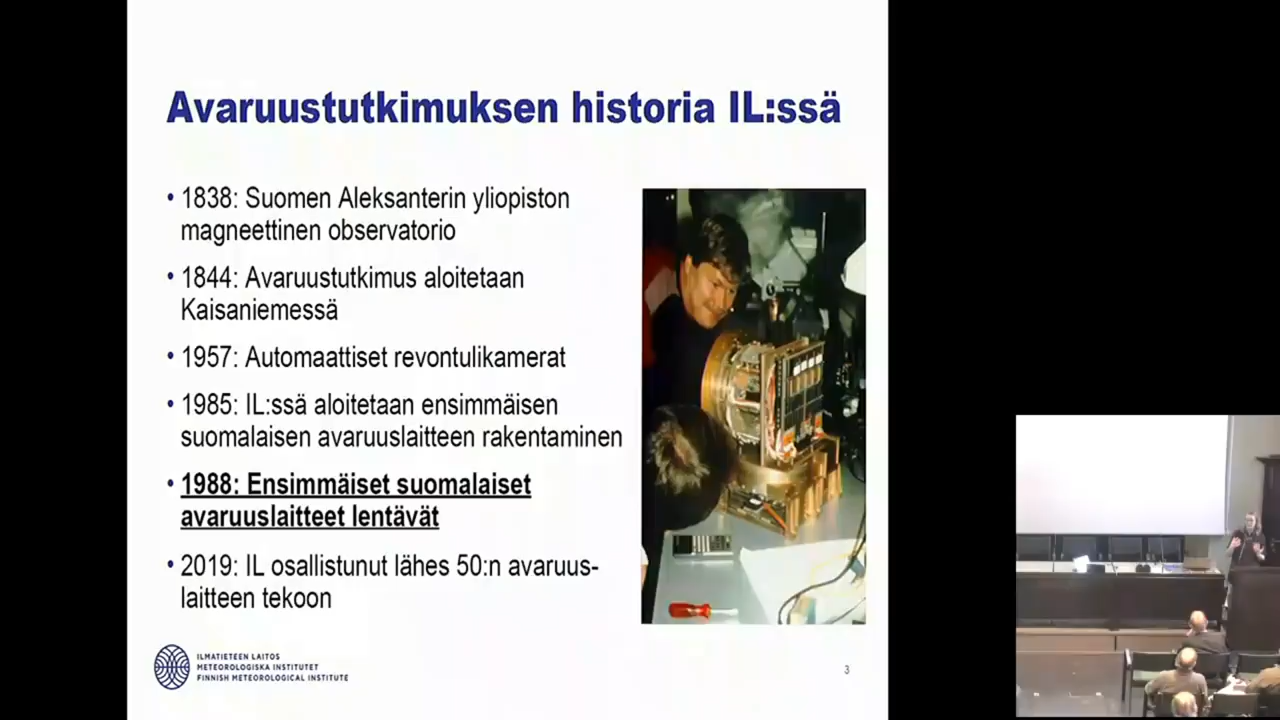 Avaruustutkimuksen historia IL:ssä
• 1838: Suomen Aleksanterin yliopiston
magneettinen observatorio
• 1844: Avaruustutkimus aloitetaan
Kaisaniemessä
• 1957: Automaattiset revontulikamerat
• 1985: IL:ssä aloitetaan ensimmäisen
suomalaisen avaruuslaitteen rakentaminen
• 1988: Ensimmäiset suomalaiset
avaruuslaitteet lentävät
• 2019: IL osallistunut lähes 50:n avaruus-
laitteen tekoon
ILMATIETEEN LAITOS
METEOROLOGISKA INSTITUTET
FINNISH METEOROLOGICAL INSTITUTE
3